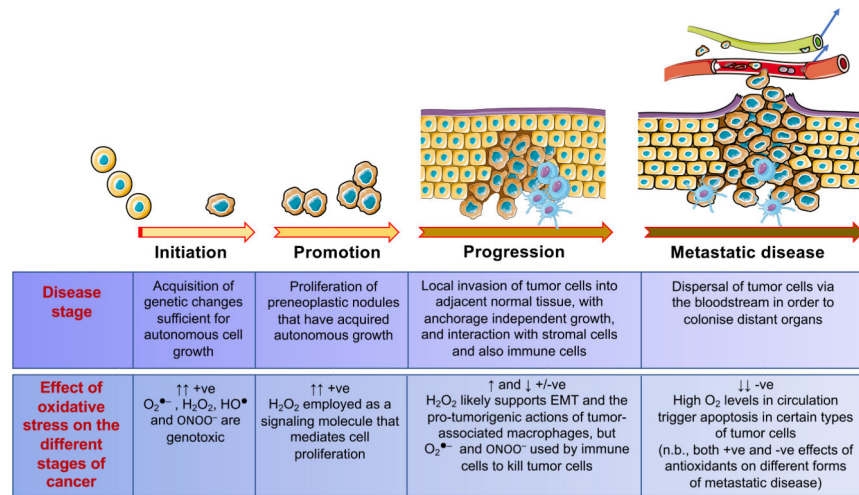 Initiation
Promotion
Progression
Metastatic disease
Disease
stage
Acquisition of
genetic changes
sufficient for
autonomous cell
growth
Proliferation of
preneoplastic nodules
that have acquired
autonomous growth
Local invasion of tumor cells into
adjacent normal tissue, with
anchorage independent growth,
and interaction with stromal cells
and also immune cells
Dispersal of tumor cells via
the bloodstream in order to
colonise distant organs
Effect of
oxidative
stress on the
different
stages of
cancer
↑↑ +ve
O₂•⁻ , H₂O₂, HO•
and ONOO⁻ are
genotoxic
↑↑ +ve
H₂O₂ employed as a
signaling molecule that
mediates cell
proliferation
↑ and ↓ +/-ve
H₂O₂ likely supports EMT and the
pro-tumorigenic actions of tumor-
associated macrophages, but
O₂•⁻ and ONOO⁻ used by immune
cells to kill tumor cells
↓↓ -ve
High O₂ levels in circulation
trigger apoptosis in certain types
of tumor cells
(n.b., both +ve and -ve effects of
antioxidants on different forms
of metastatic disease)